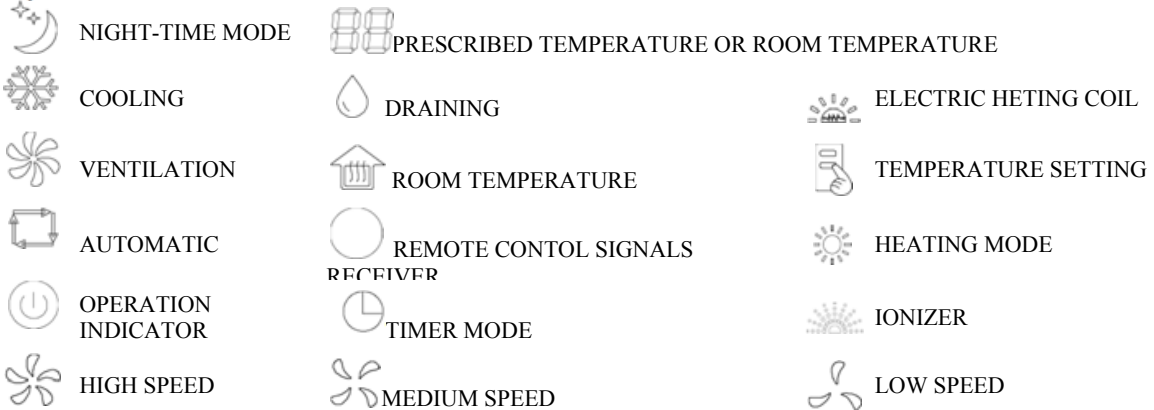 NIGHT-TIME MODE
PRESCRIBED TEMPERATURE OR ROOM TEMPERATURE
COOLING
DRAINING
ELECTRIC HETING COIL
VENTILATION
ROOM TEMPERATURE
TEMPERATURE SETTING
AUTOMATIC
REMOTE CONTOL SIGNALS
RECEIVER
HEATING MODE
OPERATION
INDICATOR
TIMER MODE
IONIZER
HIGH SPEED
MEDIUM SPEED
LOW SPEED